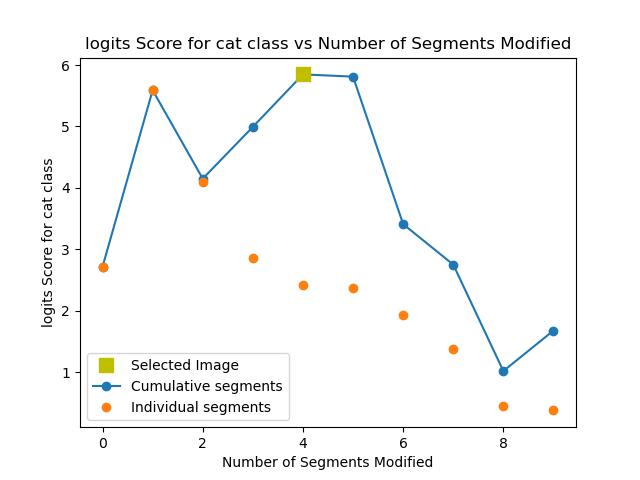 logits Score for cat class vs Number of Segments Modified
6
5
4
3
2
1
logits Score for cat class
Selected Image
Cumulative segments
Individual segments
0 2 4 6 8
Number of Segments Modified